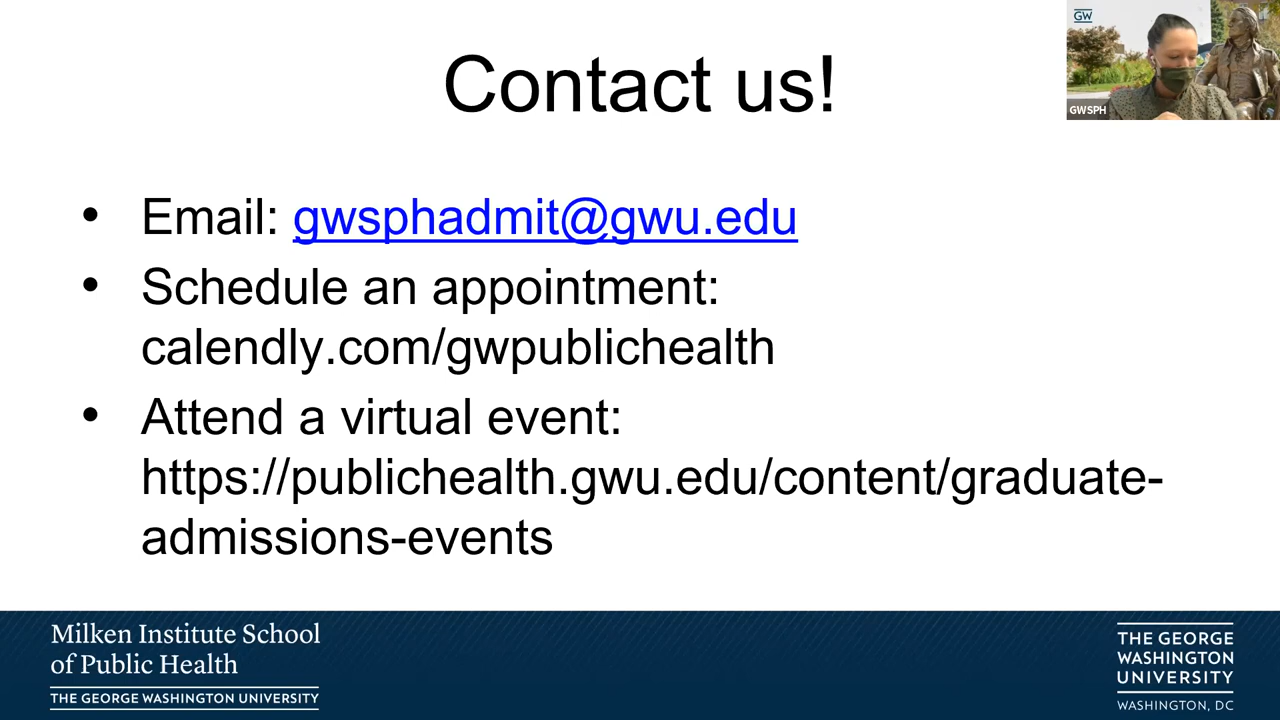 GW
GWSPH
Contact us!
• Email: gwsphadmit@gwu.edu
• Schedule an appointment:
calendly.com/gwpublichealth
• Attend a virtual event:
https://publichealth.gwu.edu/content/graduate-
admissions-events
Milken Institute School
of Public Health
THE GEORGE WASHINGTON UNIVERSITY
THE GEORGE
WASHINGTON
UNIVERSITY
WASHINGTON, DC